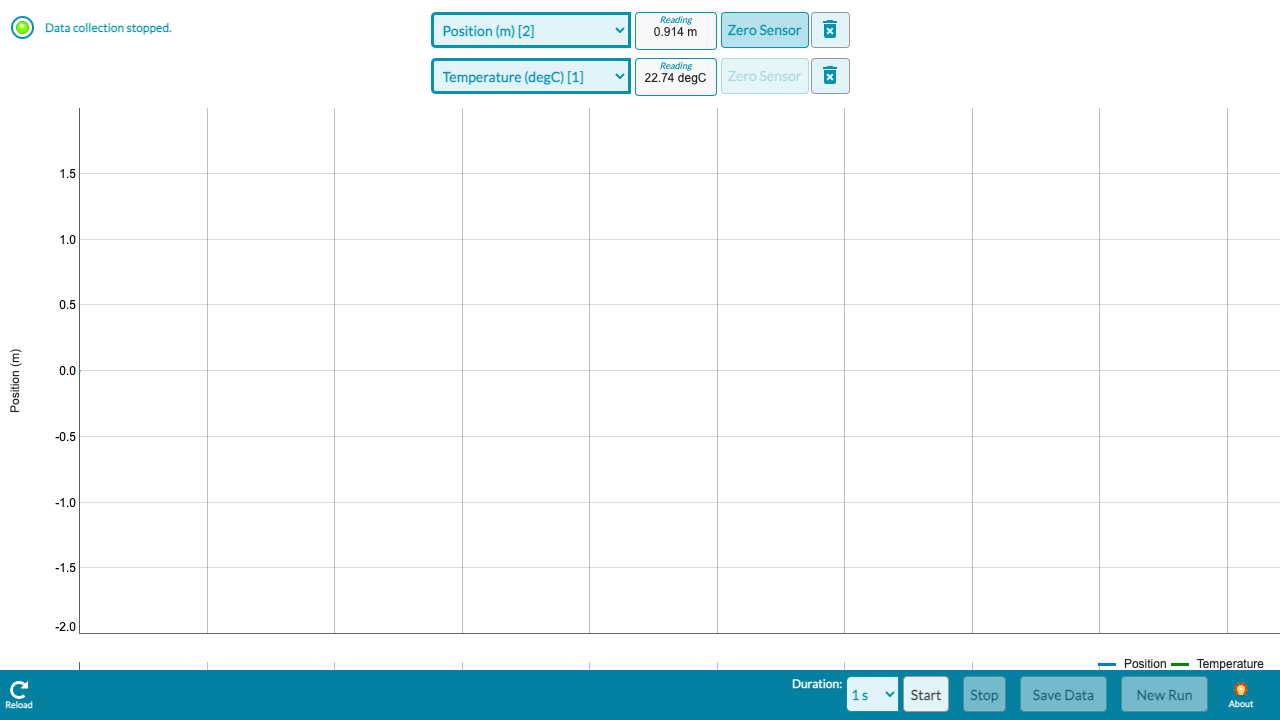 Data collection stopped.
Position (m) [2]
Reading
0.914 m
Zero Sensor
Temperature (degC) [1]
Reading
22.74 degC
Zero Sensor
1.5
1.0
0.5
0.0
-0.5
-1.0
-1.5
-2.0
Position (m)
Position
Temperature
Reload
Duration:
1 s
Start
Stop
Save Data
New Run
About